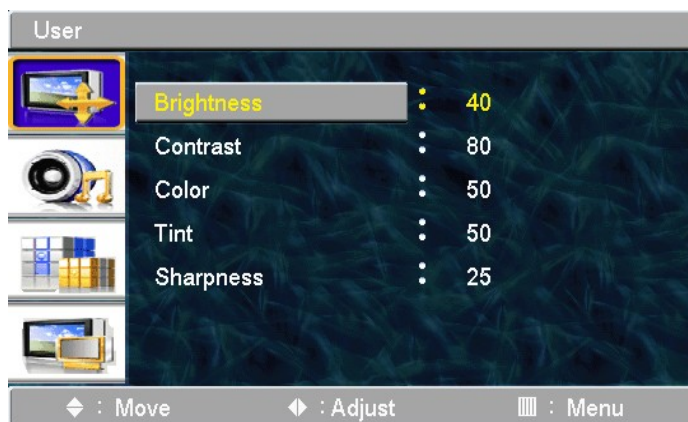 User
Brightness : 40
Contrast : 80
Color : 50
Tint : 50
Sharpness : 25
: Move : Adjust : Menu